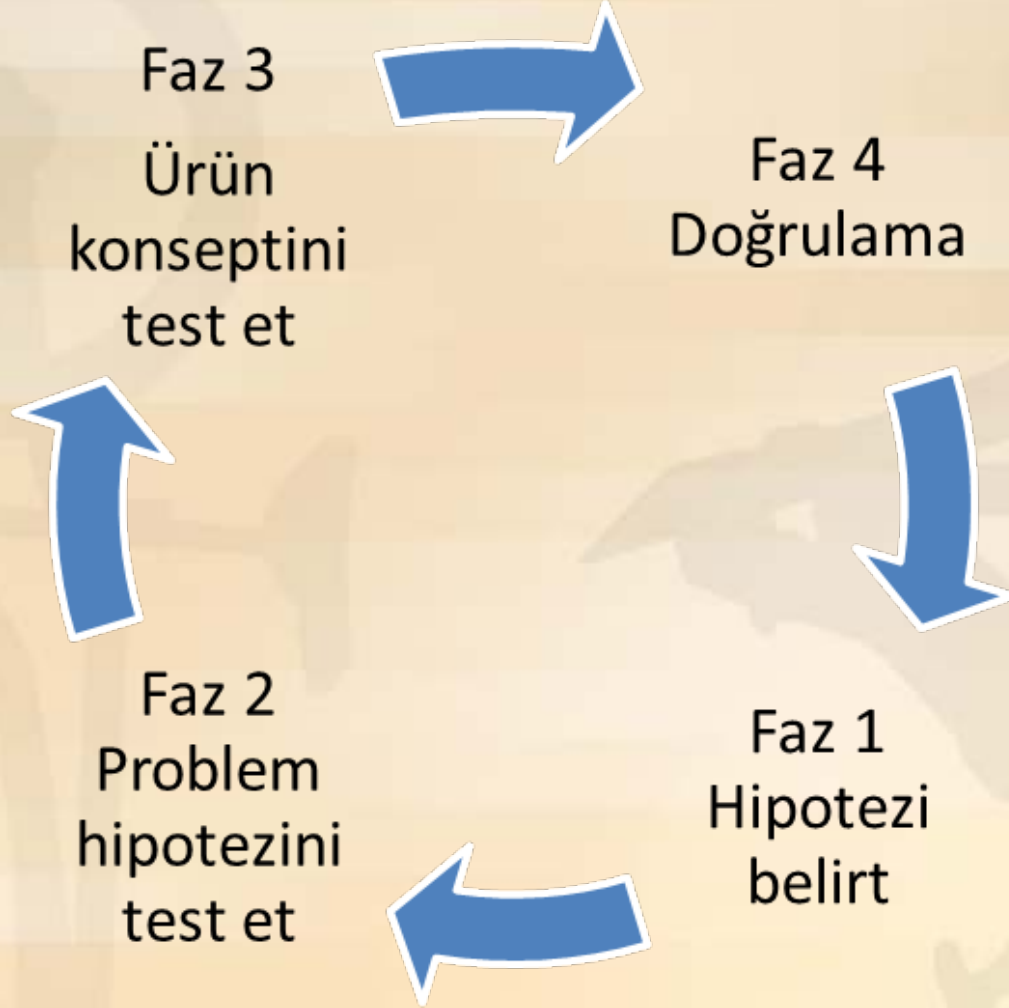 Faz 3
Ürün
konseptini
test et
Faz 4
Doğrulama
Faz 2
Problem
hipotezini
test et
Faz 1
Hipotezi
belirt